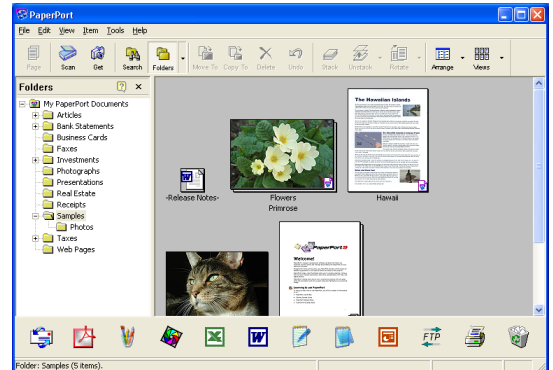 PaperPort
File Edit View Item Tools Help
Page Scan Get Search Folders Move To Copy To Delete Undo Stack Unstack Rotate Arrange Views
Folders
My PaperPort Documents
Articles
Bank Statements
Business Cards
Faxes
Investments
Photographs
Presentations
Real Estate
Receipts
Samples
Photos
Taxes
Web Pages
The Hawaiian Islands
-Release Notes-
Flowers
Primrose
Hawaii
PaperPort
Welcome!
FTP
Folder: Samples (5 items).